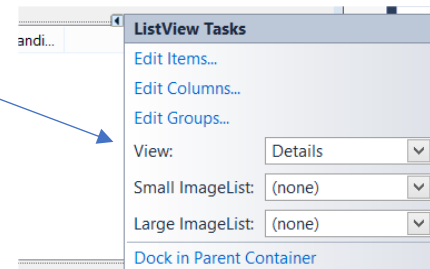 andi...
ListView Tasks
Edit Items...
Edit Columns...
Edit Groups...
View: Details
Small ImageList: (none)
Large ImageList: (none)
Dock in Parent Container